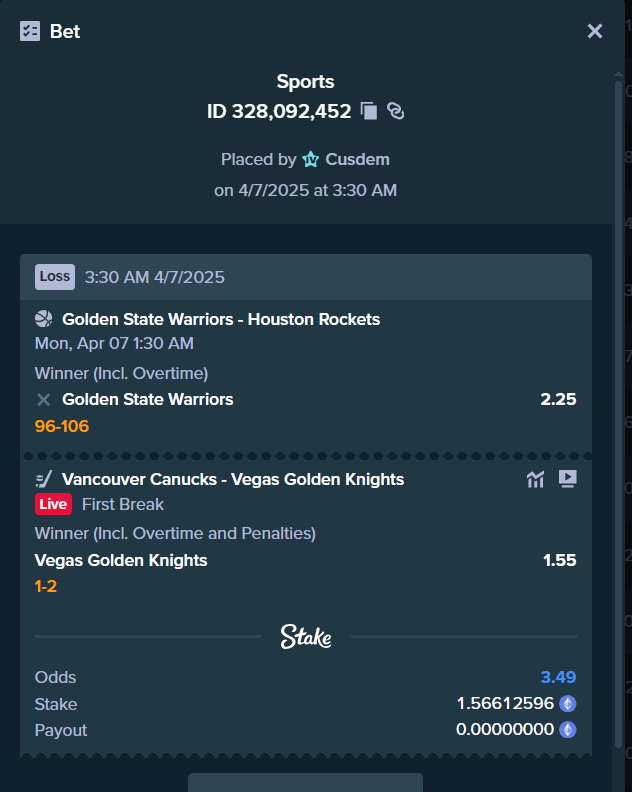 Bet
Sports
ID 328,092,452
Placed by Cusdem
on 4/7/2025 at 3:30 AM
Loss 3:30 AM 4/7/2025
Golden State Warriors - Houston Rockets
Mon, Apr 07 1:30 AM
Winner (Incl. Overtime)
Golden State Warriors 2.25
96-106
Vancouver Canucks - Vegas Golden Knights
Live First Break
Winner (Incl. Overtime and Penalties)
Vegas Golden Knights 1.55
1-2
Stake
Odds 3.49
Stake 1.56612596
Payout 0.00000000